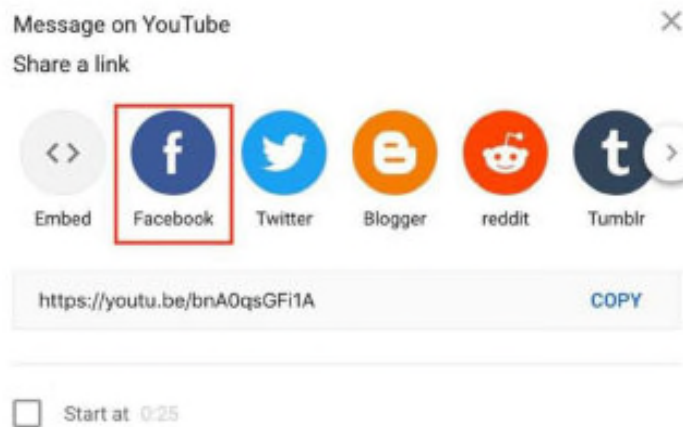 Message on YouTube
Share a link
Embed Facebook Twitter Blogger reddit Tumblr
https://youtu.be/bnA0qsGFi1A COPY
Start at 0:25